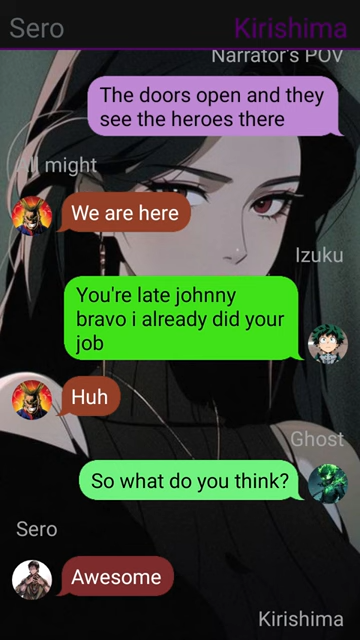 Sero
Kirishima
Narrator's POV
The doors open and they
see the heroes there
All might
We are here
Izuku
You're late johnny
bravo i already did your
job
Huh
Ghost
So what do you think?
Sero
Awesome
Kirishima